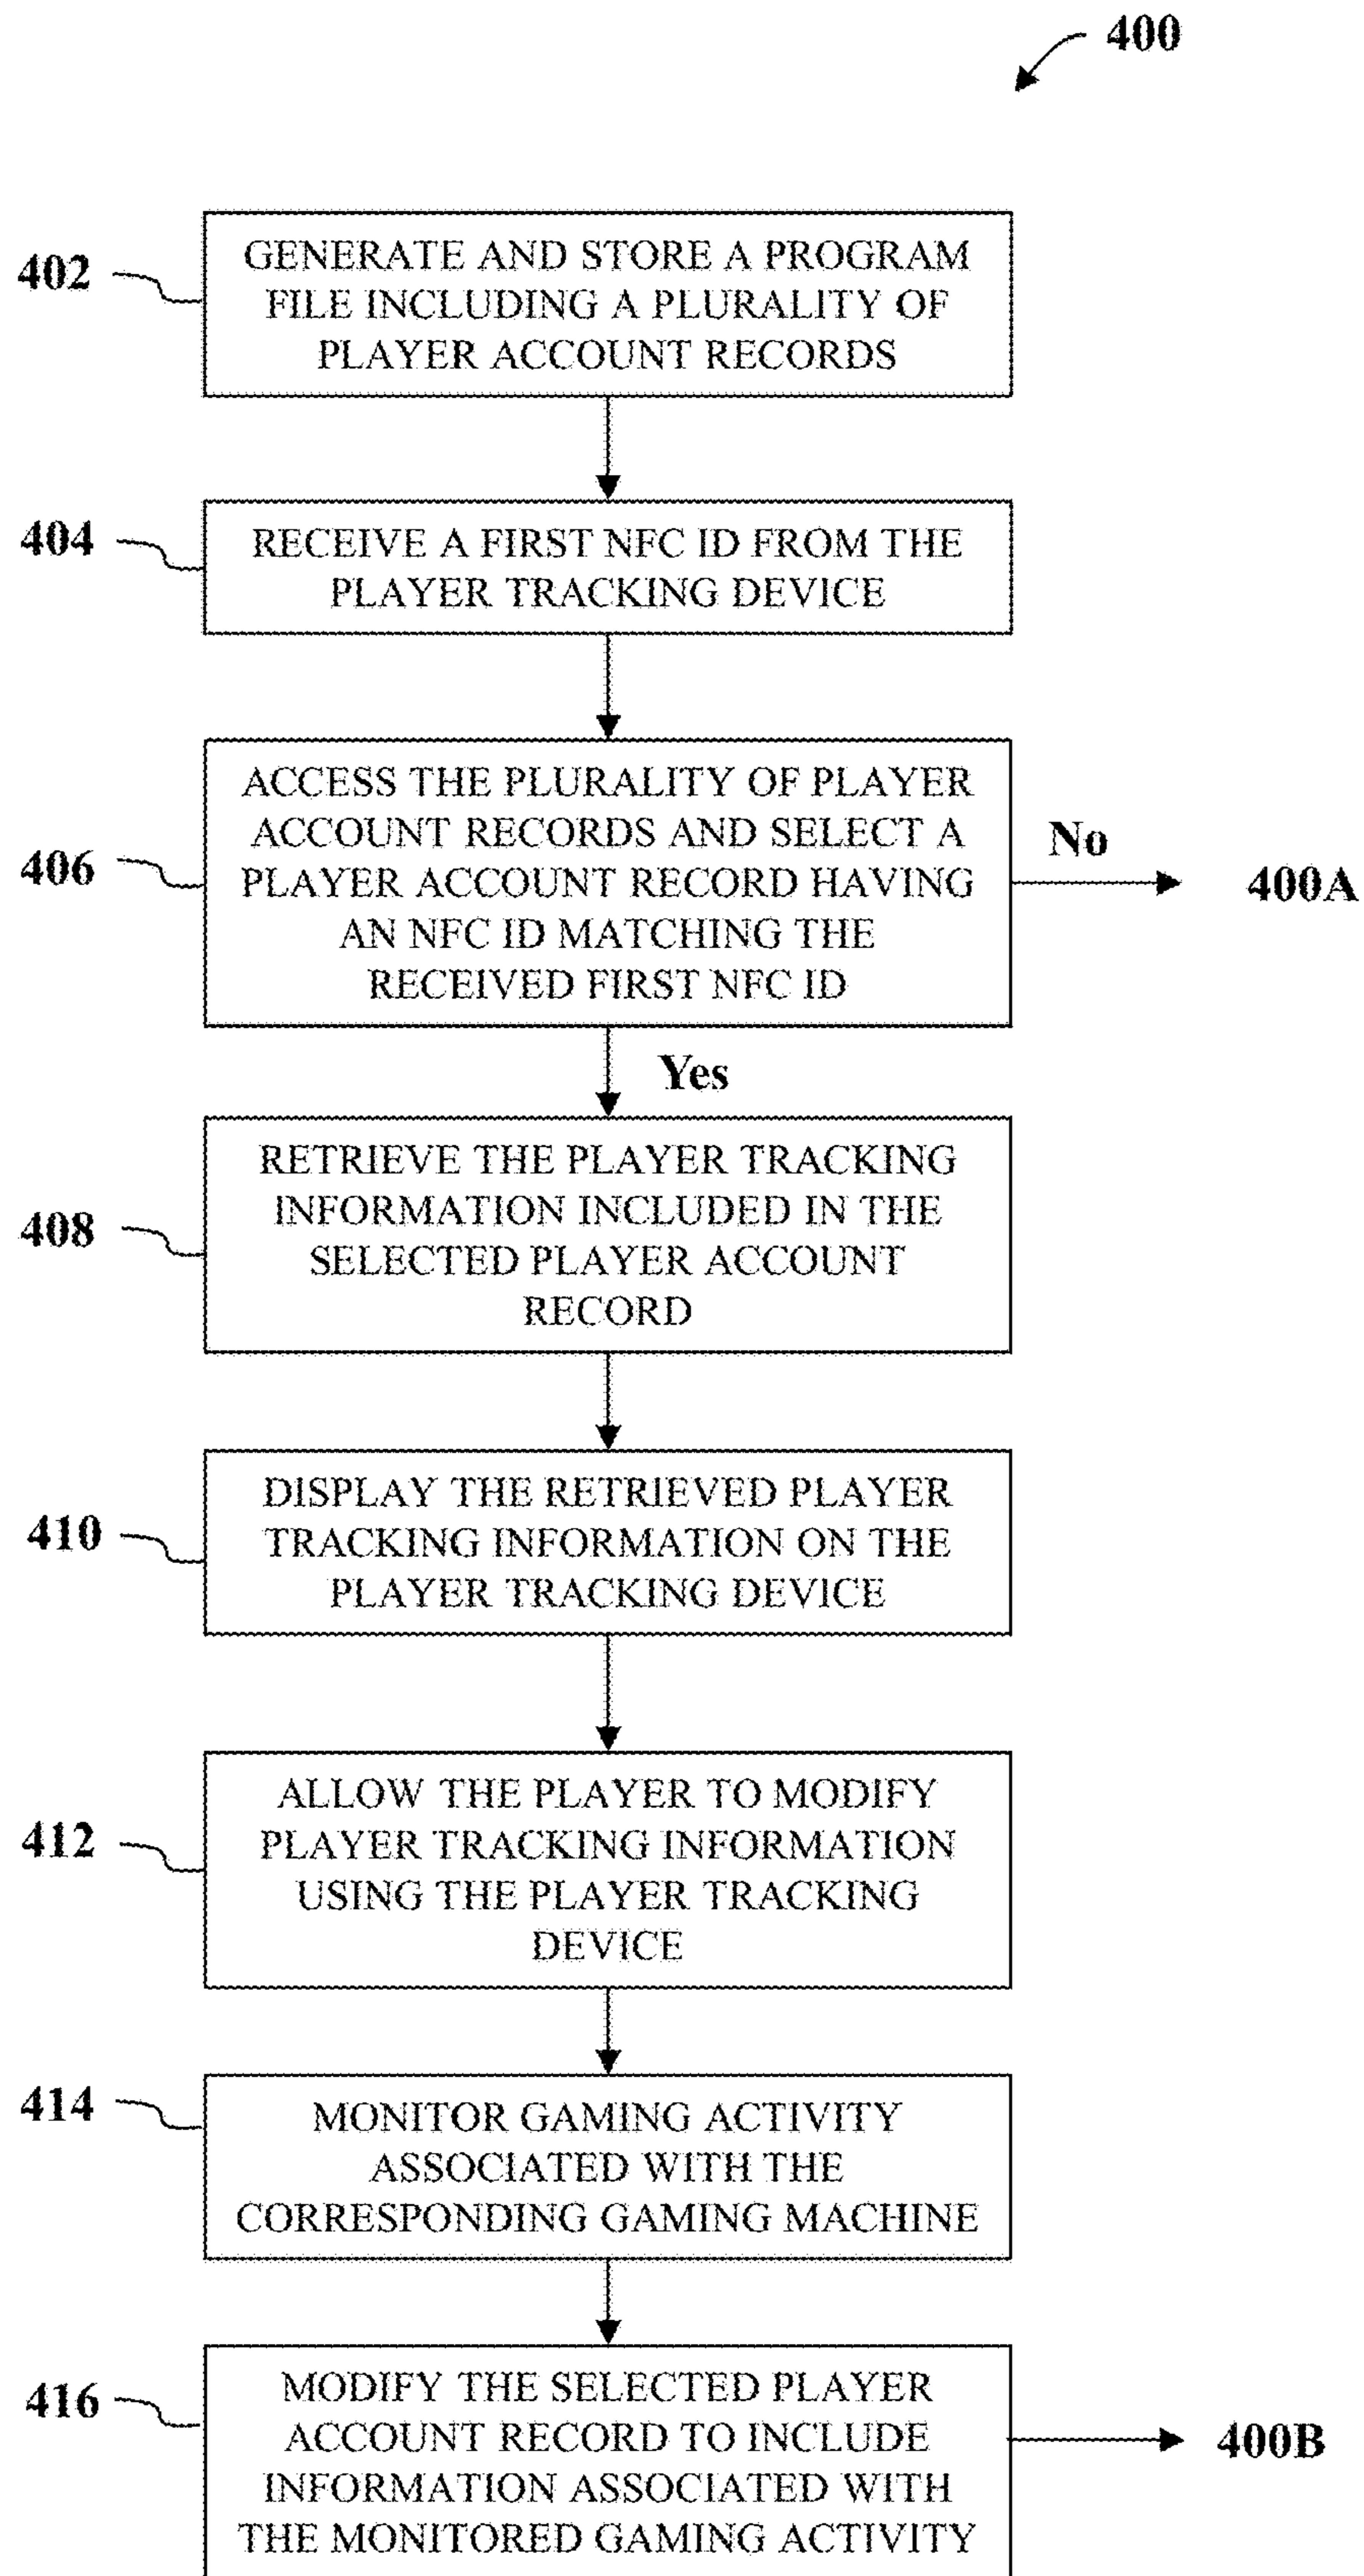 400
402
GENERATE AND STORE A PROGRAM
FILE INCLUDING A PLURALITY OF
PLAYER ACCOUNT RECORDS
404
RECEIVE A FIRST NFC ID FROM THE
PLAYER TRACKING DEVICE
406
ACCESS THE PLURALITY OF PLAYER
ACCOUNT RECORDS AND SELECT A
PLAYER ACCOUNT RECORD HAVING
AN NFC ID MATCHING THE
RECEIVED FIRST NFC ID
No
400A
Yes
408
RETRIEVE THE PLAYER TRACKING
INFORMATION INCLUDED IN THE
SELECTED PLAYER ACCOUNT
RECORD
410
DISPLAY THE RETRIEVED PLAYER
TRACKING INFORMATION ON THE
PLAYER TRACKING DEVICE
412
ALLOW THE PLAYER TO MODIFY
PLAYER TRACKING INFORMATION
USING THE PLAYER TRACKING
DEVICE
414
MONITOR GAMING ACTIVITY
ASSOCIATED WITH THE
CORRESPONDING GAMING MACHINE
416
MODIFY THE SELECTED PLAYER
ACCOUNT RECORD TO INCLUDE
INFORMATION ASSOCIATED WITH
THE MONITORED GAMING ACTIVITY
400B